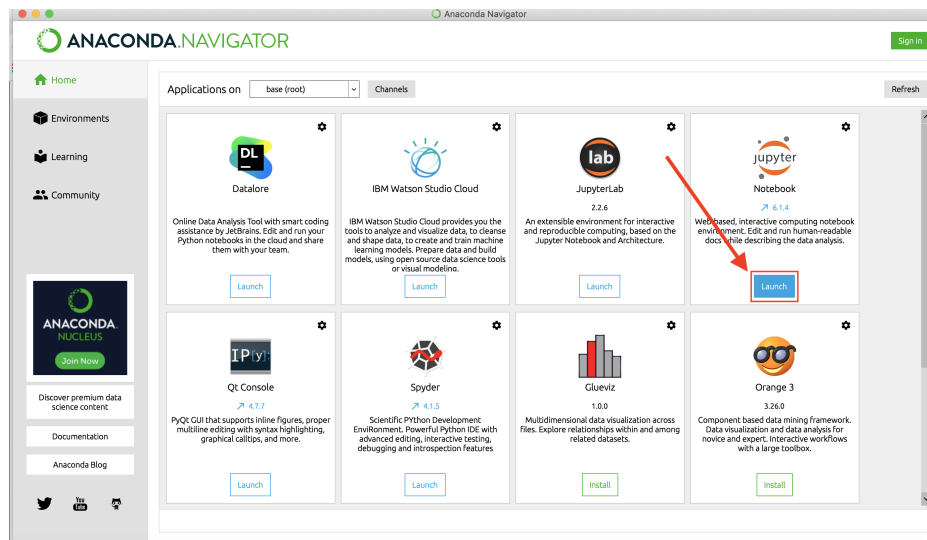 Anaconda Navigator
ANACONDA.NAVIGATOR
Sign in
Home
Environments
Learning
Community
ANACONDA.
NUCLEUS
Join Now
Discover premium data
science content
Documentation
Anaconda Blog
You
Tube
Applications on
base (root)
Channels
Refresh
DL
Datalore
Online Data Analysis Tool with smart coding
assistance by JetBrains. Edit and run your
Python notebooks in the cloud and share
them with your team.
Launch
IBM Watson Studio Cloud
IBM Watson Studio Cloud provides you the
tools to analyze and visualize data, to cleanse
and shape data, to create and train machine
learning models. Prepare data and build
models, using open source data science tools
or visual modeling.
Launch
lab
JupyterLab
2.2.6
An extensible environment for interactive
and reproducible computing, based on the
Jupyter Notebook and Architecture.
Launch
jupyter
Notebook
6.1.4
Web-based, interactive computing notebook
environment. Edit and run human-readable
docs while describing the data analysis.
Launch
IP[y]:
Qt Console
4.7.7
PyQt GUI that supports inline figures, proper
multiline editing with syntax highlighting,
graphical calltips, and more.
Launch
Spyder
4.1.5
Scientific PYthon Development
EnviRonment. Powerful Python IDE with
advanced editing, interactive testing,
debugging and introspection features
Launch
Glueviz
1.0.0
Multidimensional data visualization across
files. Explore relationships within and among
related datasets.
Install
Orange 3
3.26.0
Component based data mining framework.
Data visualization and data analysis for
novice and expert. Interactive workflows
with a large toolbox.
Install